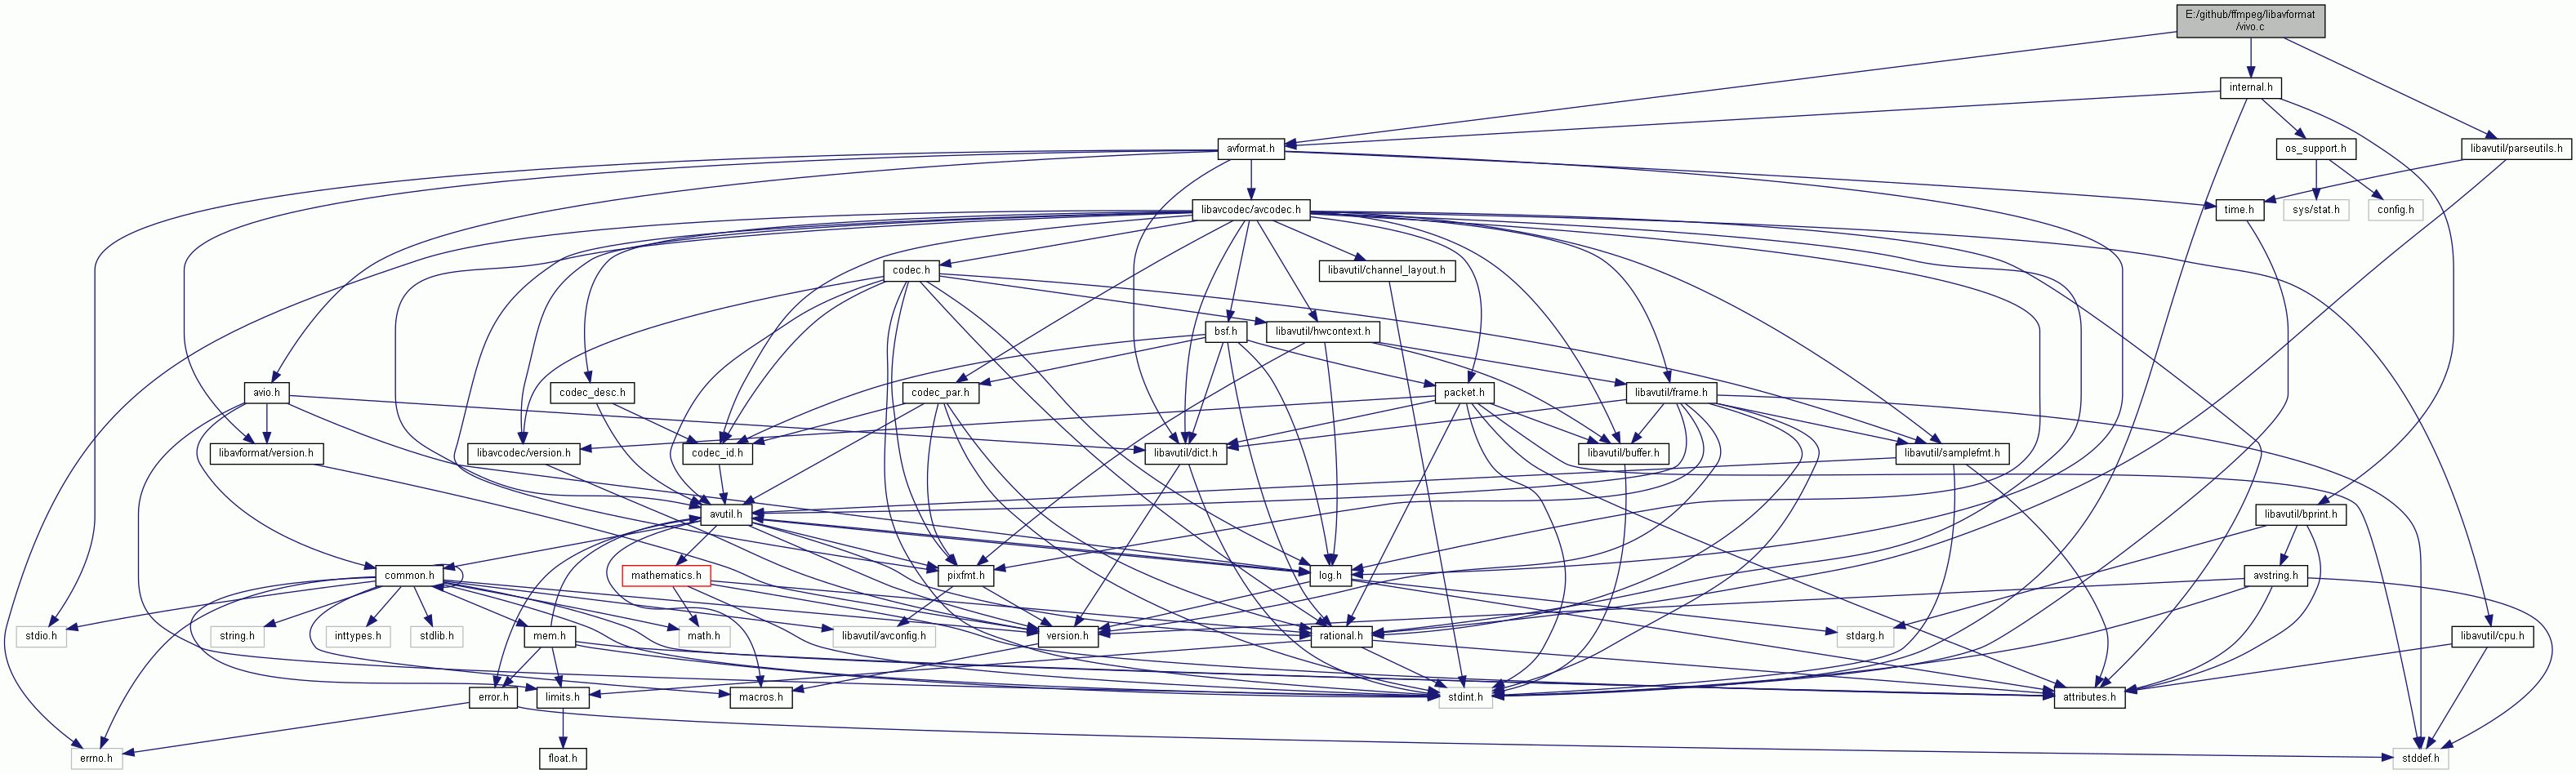 E:/github/ffmpeg/libavformat
/vivo.c
internal.h
avformat.h
os_support.h
libavutil/parseutils.h
libavcodec/avcodec.h
time.h
sys/stat.h
config.h
codec.h
libavutil/channel_layout.h
bsf.h
libavutil/hwcontext.h
avio.h
codec_desc.h
codec_par.h
packet.h
libavutil/frame.h
libavformat/version.h
libavcodec/version.h
codec_id.h
libavutil/dict.h
libavutil/buffer.h
libavutil/samplefmt.h
avutil.h
libavutil/bprint.h
common.h
mathematics.h
pixfmt.h
log.h
avstring.h
stdio.h
string.h
inttypes.h
stdlib.h
mem.h
math.h
libavutil/avconfig.h
version.h
rational.h
stdarg.h
libavutil/cpu.h
error.h
limits.h
macros.h
stdint.h
attributes.h
errno.h
float.h
stddef.h